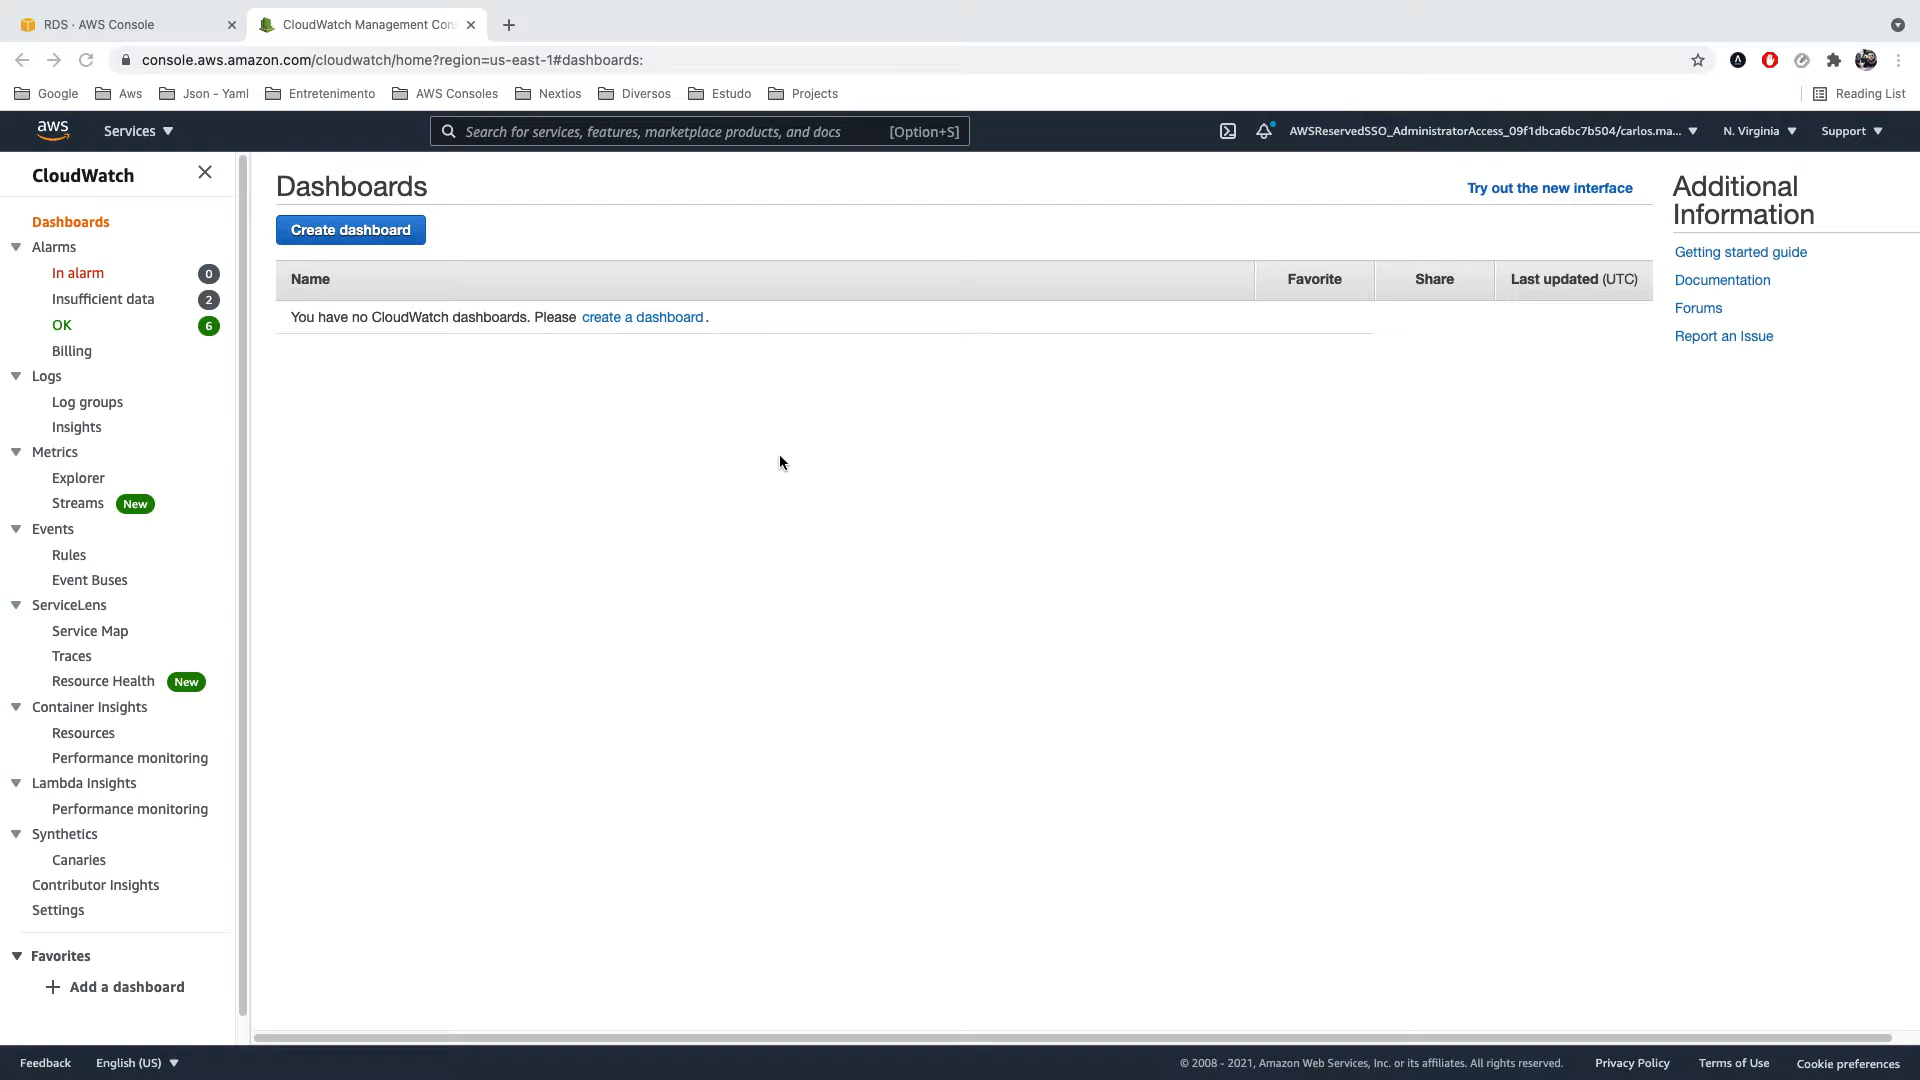 RDS · AWS Console
CloudWatch Management Con
console.aws.amazon.com/cloudwatch/home?region=us-east-1#dashboards:
Google Aws Json - Yaml Entretenimento AWS Consoles Nextios Diversos Estudo Projects Reading List
aws Services Search for services, features, marketplace products, and docs [Option+S] AWSReservedSSO_AdministratorAccess_09f1dbca6bc7b504/carlos.ma... N. Virginia Support
CloudWatch
Dashboards
Alarms
In alarm 0
Insufficient data 2
OK 6
Billing
Logs
Log groups
Insights
Metrics
Explorer
Streams New
Events
Rules
Event Buses
ServiceLens
Service Map
Traces
Resource Health New
Container Insights
Resources
Performance monitoring
Lambda Insights
Performance monitoring
Synthetics
Canaries
Contributor Insights
Settings
Favorites
Add a dashboard
Dashboards
Try out the new interface
Create dashboard
Name Favorite Share Last updated (UTC)
You have no CloudWatch dashboards. Please create a dashboard.
Additional
Information
Getting started guide
Documentation
Forums
Report an Issue
Feedback English (US) © 2008 - 2021, Amazon Web Services, Inc. or its affiliates. All rights reserved. Privacy Policy Terms of Use Cookie preferences